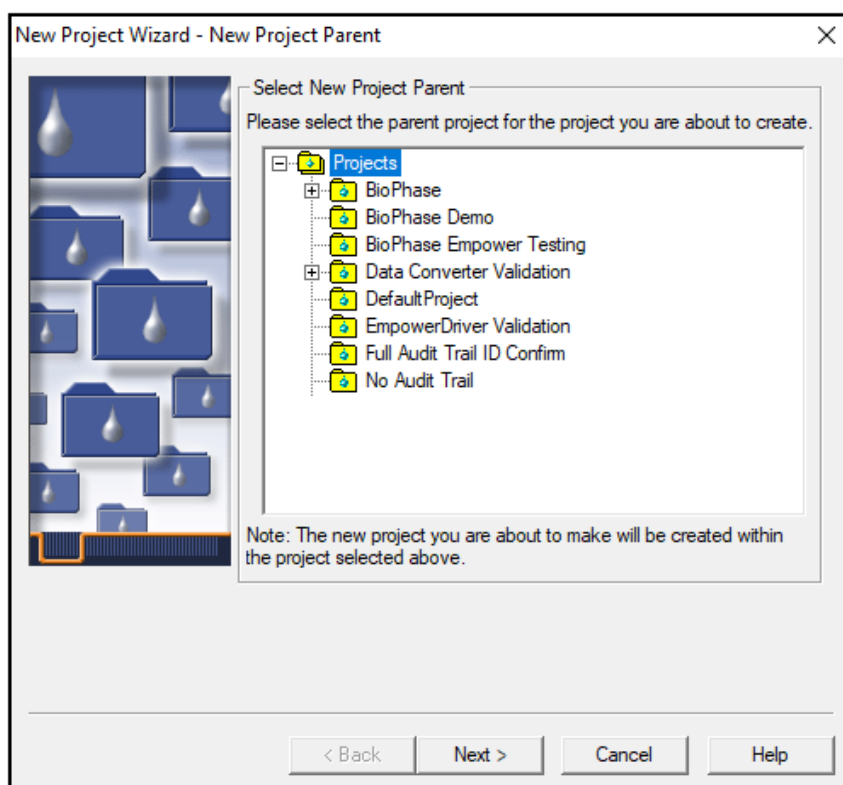 New Project Wizard - New Project Parent
Select New Project Parent
Please select the parent project for the project you are about to create.
Projects
BioPhase
BioPhase Demo
BioPhase Empower Testing
Data Converter Validation
DefaultProject
EmpowerDriver Validation
Full Audit Trail ID Confirm
No Audit Trail
Note: The new project you are about to make will be created within
the project selected above.
< Back Next > Cancel Help